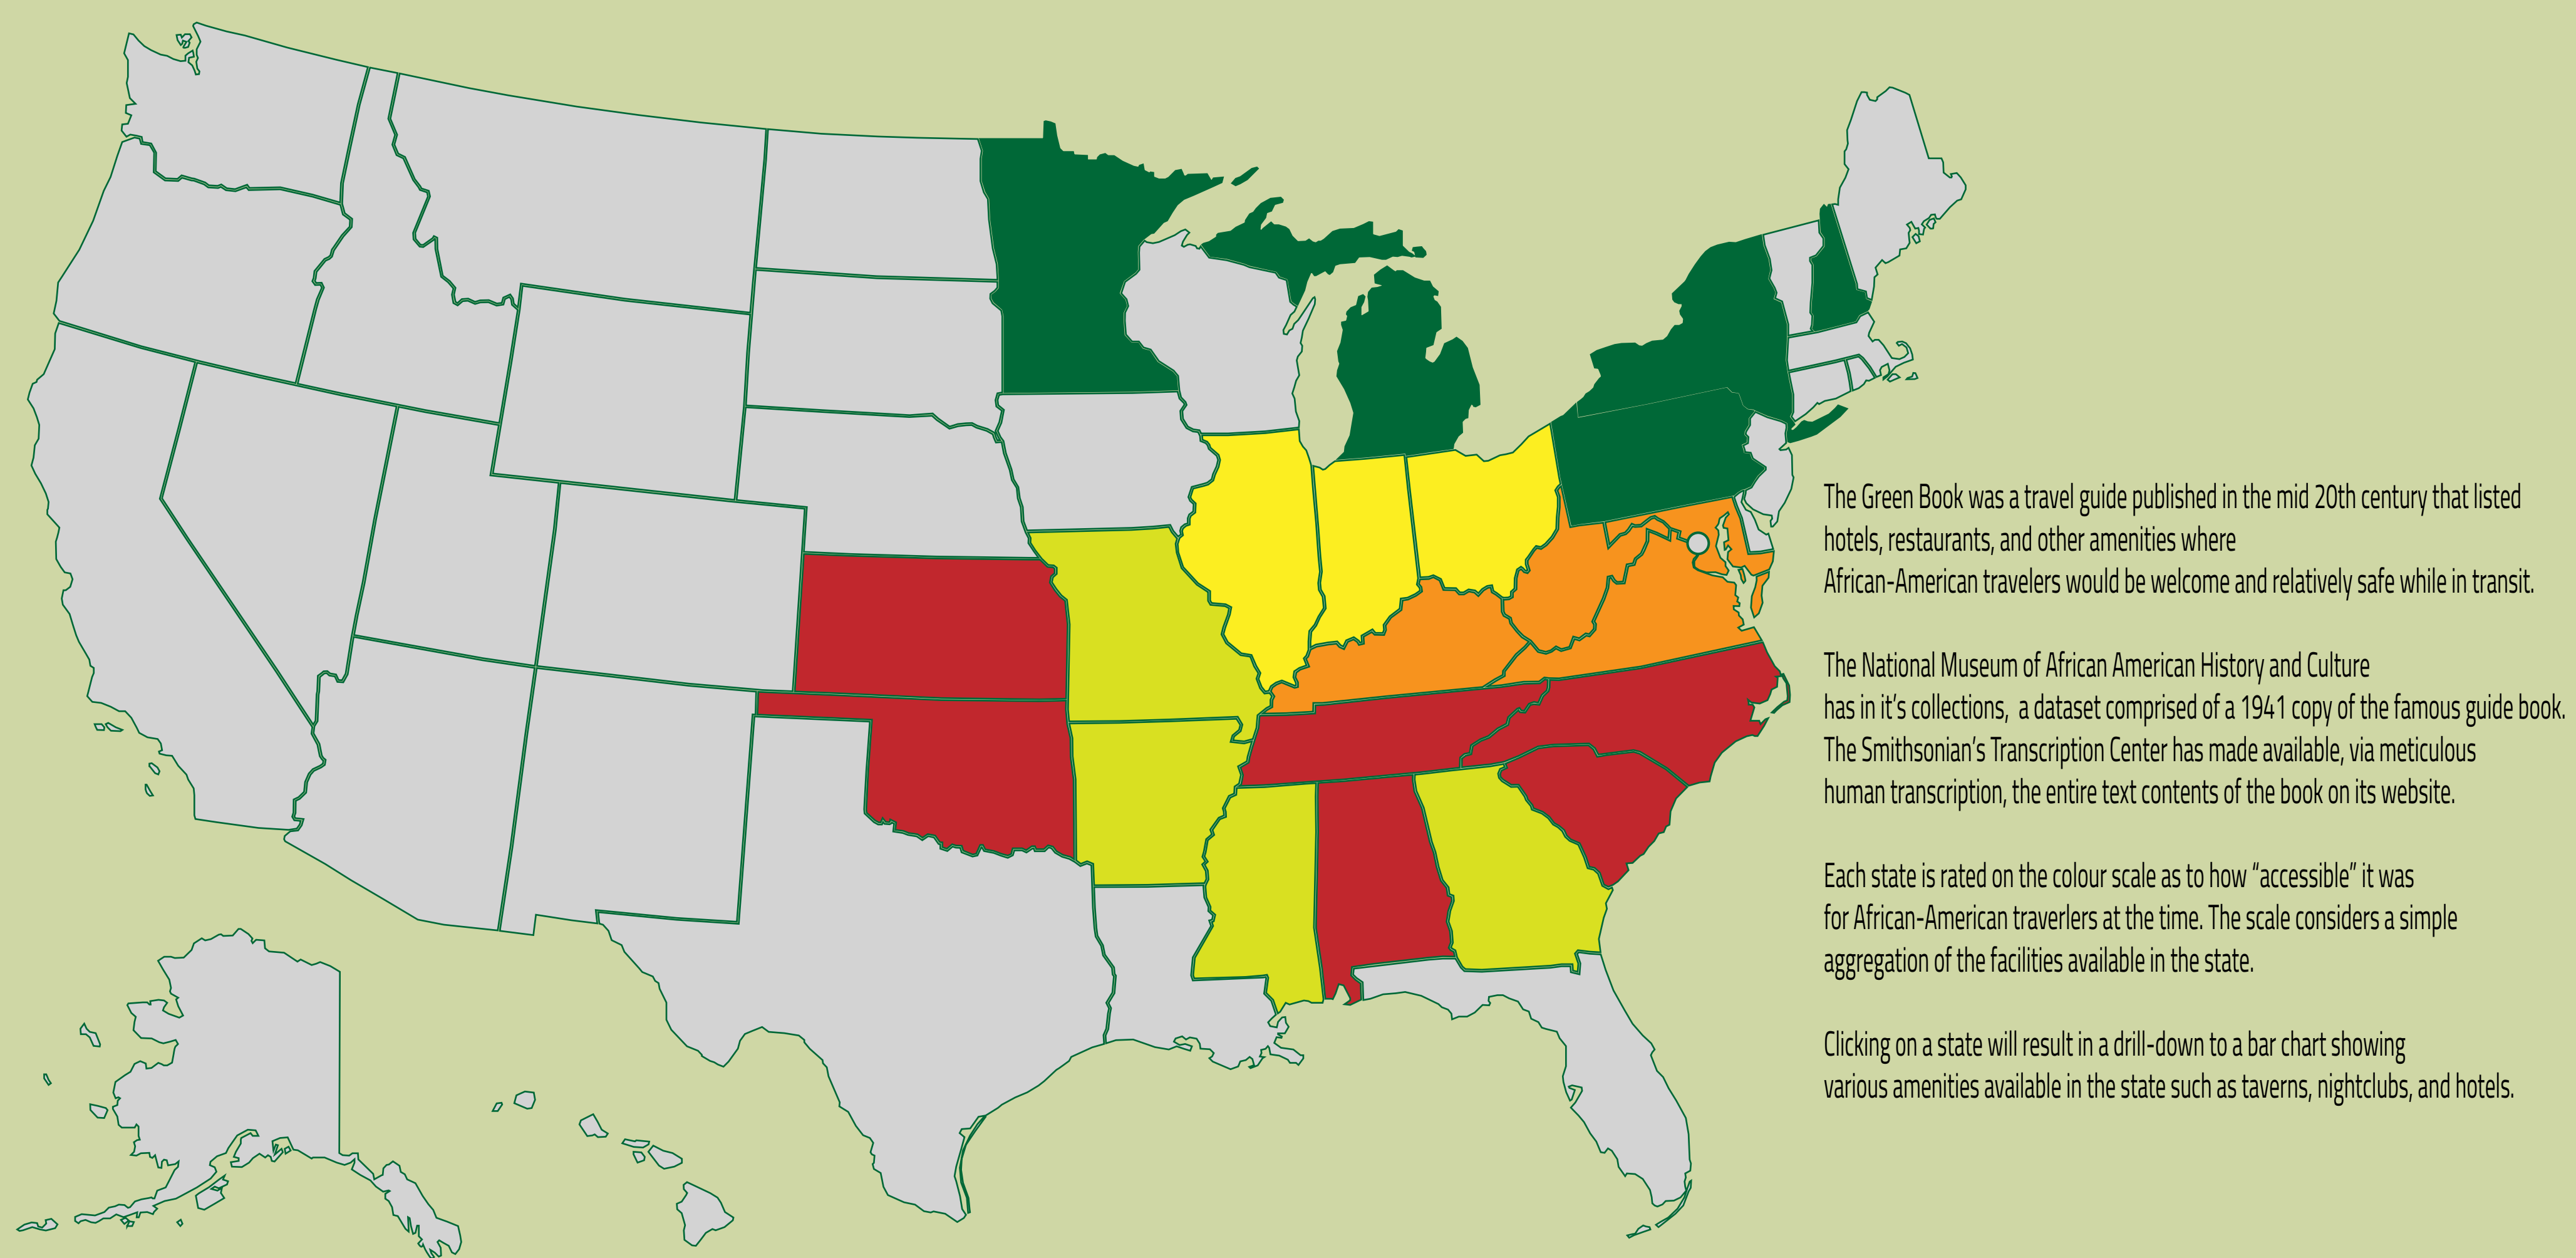 The Green Book was a travel guide published in the mid 20th century that listed
hotels, restaurants, and other amenities where
African-American travelers would be welcome and relatively safe while in transit.
The National Museum of African American History and Culture
has in it's collections, a dataset comprised of a 1941 copy of the famous guide book.
The Smithsonian's Transcription Center has made available, via meticulous
human transcription, the entire text contents of the book on its website.
Each state is rated on the colour scale as to how "accessible" it was
for African-American traverlers at the time. The scale considers a simple
aggregation of the facilities available in the state.
Clicking on a state will result in a drill-down to a bar chart showing
various amenities available in the state such as taverns, nightclubs, and hotels.